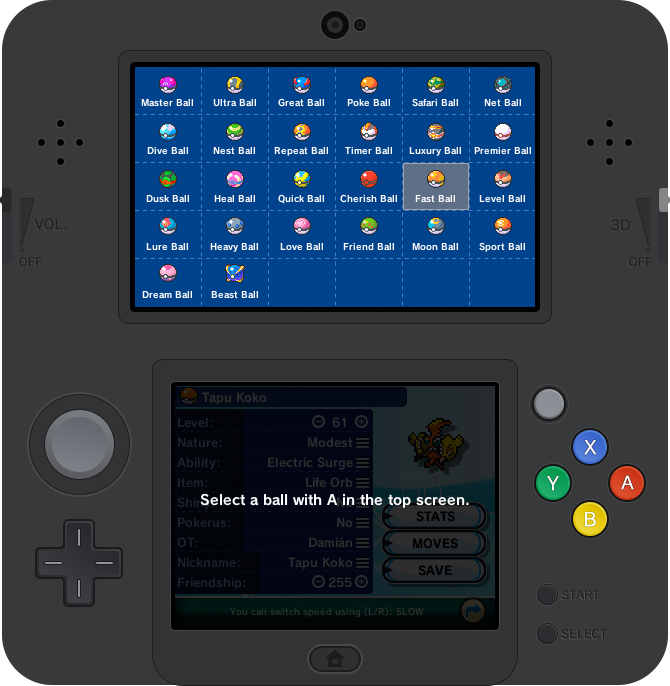 Master Ball Ultra Ball Great Ball Poke Ball Safari Ball Net Ball
Dive Ball Nest Ball Repeat Ball Timer Ball Luxury Ball Premier Ball
Dusk Ball Heal Ball Quick Ball Cherish Ball Fast Ball Level Ball
Lure Ball Heavy Ball Love Ball Friend Ball Moon Ball Sport Ball
Dream Ball Beast Ball
VOL. 3D
OFF OFF
Tapu Koko
Level: 61
Nature: Modest
Ability: Electric Surge
Item: Life Orb
Select a ball with A in the top screen.
STATS
Pokerus: No
OT: Damián
MOVES
Nickname: Tapu Koko
SAVE
Friendship: 255
You can switch speed using (L/R): SLOW
X
Y A
B
START
SELECT